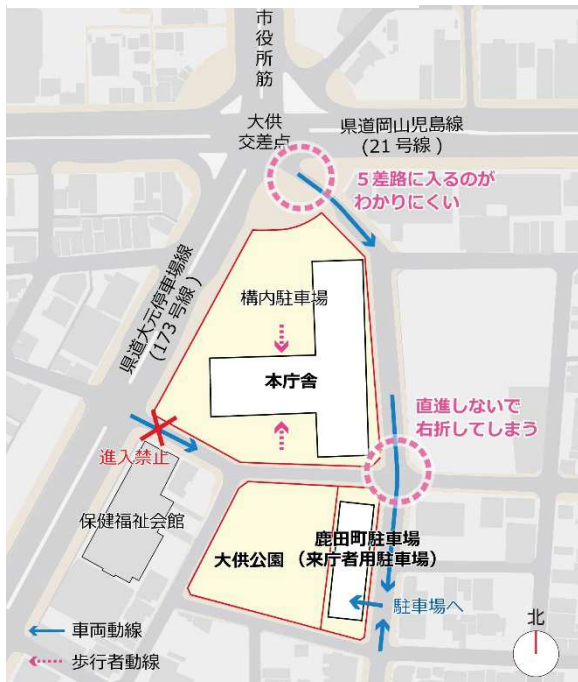 市役所筋
大供
交差点
県道岡山児島線
(21号線)
5差路に入るのが
わかりにくい
県道大元停車場線
(173号線)
構内駐車場
本庁舎
直進しないで
右折してしまう
進入禁止
保健福祉会館
鹿田町駐車場
大供公園
(来庁者用駐車場)
駐車場へ
車両動線
歩行者動線
北